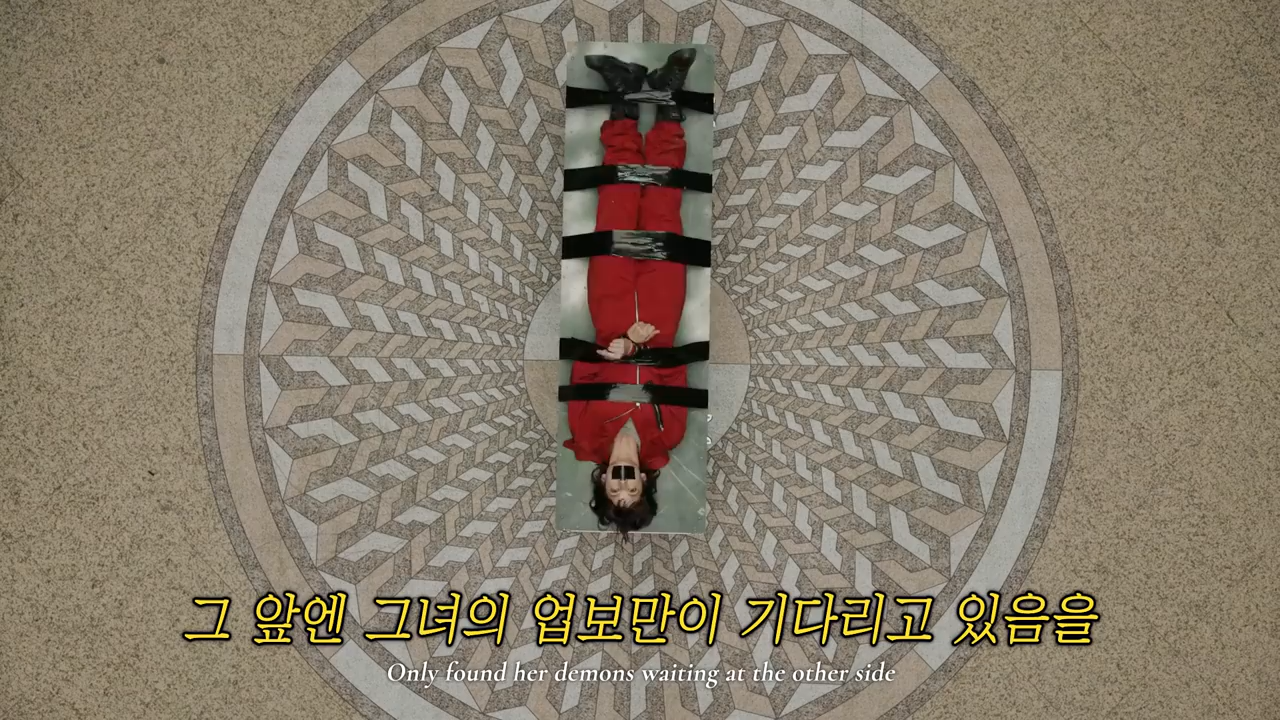 그 앞엔 그녀의 업보만이 기다리고 있음을
Only found her demons waiting at the other side